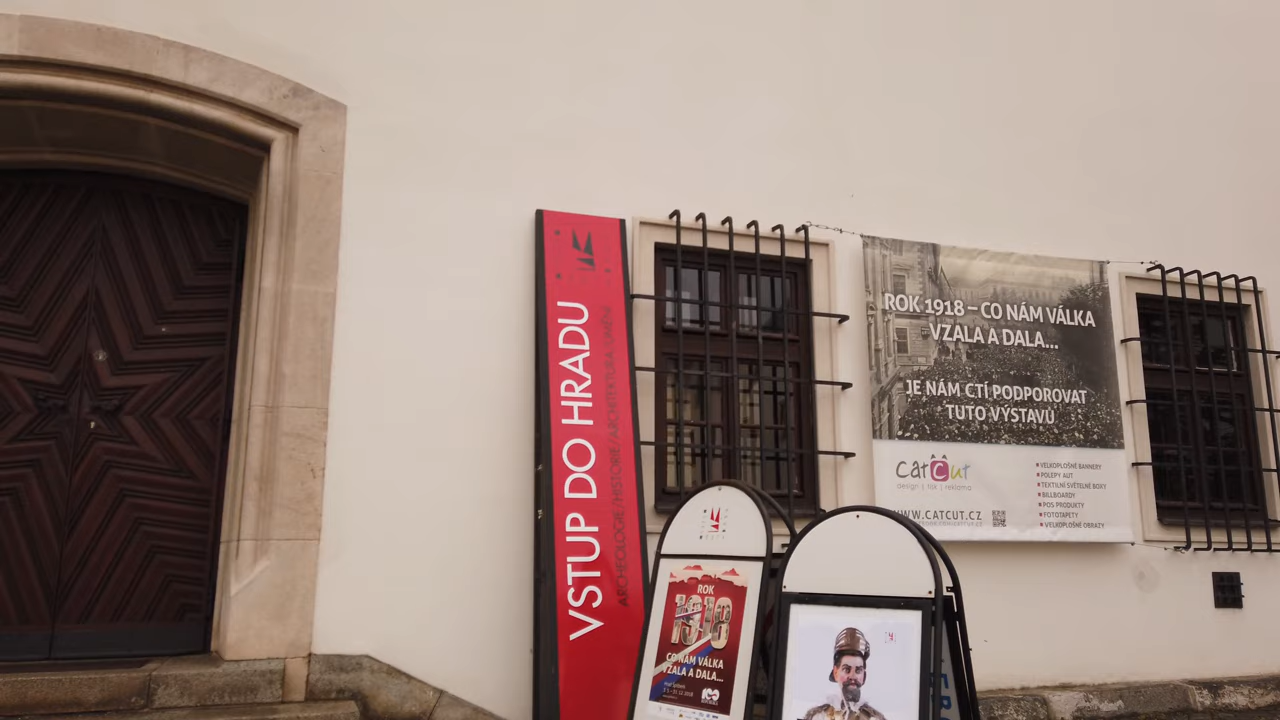 VSTUP DO HRADU
ARCHEOLOGIE/HISTORIE/ARCHITEKTURA/UMĚNÍ
ROK 1918 – CO NÁM VÁLKA
VZALA A DALA...
JE NÁM CTÍ PODPOROVAT
TUTO VÝSTAVU
catCut
design | tisk | reklama
WWW.CATCUT.CZ
VELKOPLOŠNÉ BANNERY
POLEPY AUT
TEXTILNÍ SVĚTELNÉ BOXY
BILLBOARDY
POS PRODUKTY
FOTOTAPETY
VELKOPLOŠNÉ OBRAZY
ROK
1918
CO NÁM VÁLKA
VZALA A DALA...